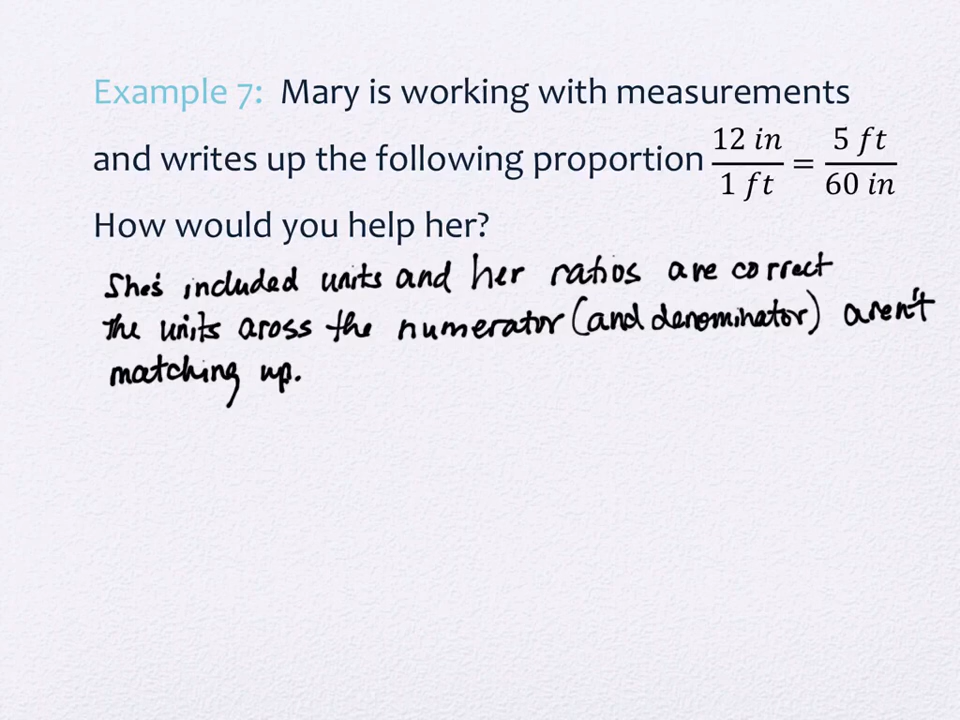 Example 7: Mary is working with measurements
and writes up the following proportion 12 in / 1 ft = 5 ft / 60 in
How would you help her?
She's included units and her ratios are correct
the units aross the numerator (and denominator) aren't
matching up.